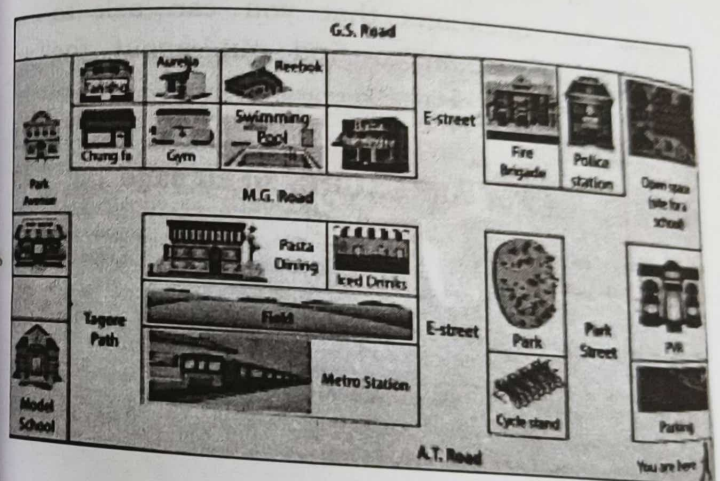 G.S. Road
Aurelia
Reebok
E-street
Chung fa
Gym
Swimming
Pool
Fire
Brigade
Police
station
Open space
(site for a
school)
Park
Avenue
M.G. Road
Pasta
Dining
Iced Drinks
Field
Tagore
Path
E-street
Park
Park
Street
PVR
Metro Station
Model
School
Cycle stand
Parking
A.T. Road
You are here